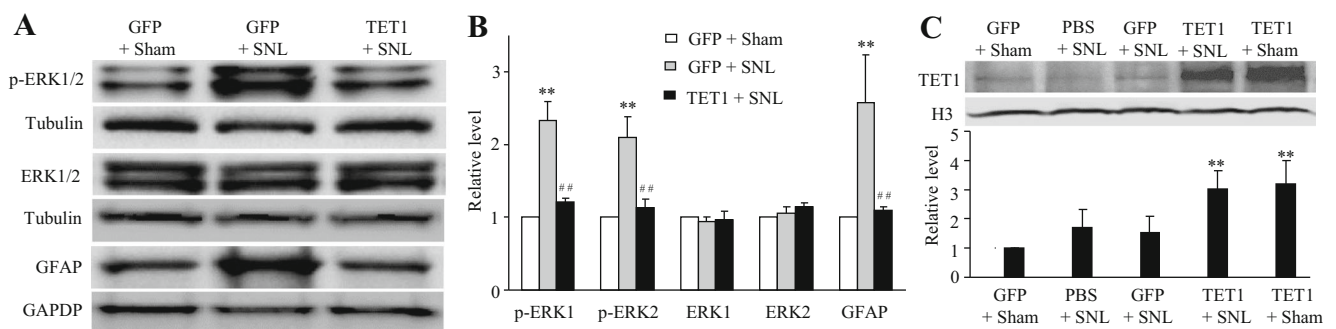 A
GFP + Sham
GFP + SNL
TET1 + SNL
p-ERK1/2
Tubulin
ERK1/2
Tubulin
GFAP
GAPDP
B
GFP + Sham
GFP + SNL
TET1 + SNL
Relative level
3
2
1
0
**
##
**
##
**
##
p-ERK1
p-ERK2
ERK1
ERK2
GFAP
C
GFP + Sham
PBS + SNL
GFP + SNL
TET1 + SNL
TET1 + Sham
TET1
H3
Relative level
5
4
3
2
1
0
**
**
GFP + Sham
PBS + SNL
GFP + SNL
TET1 + SNL
TET1 + Sham